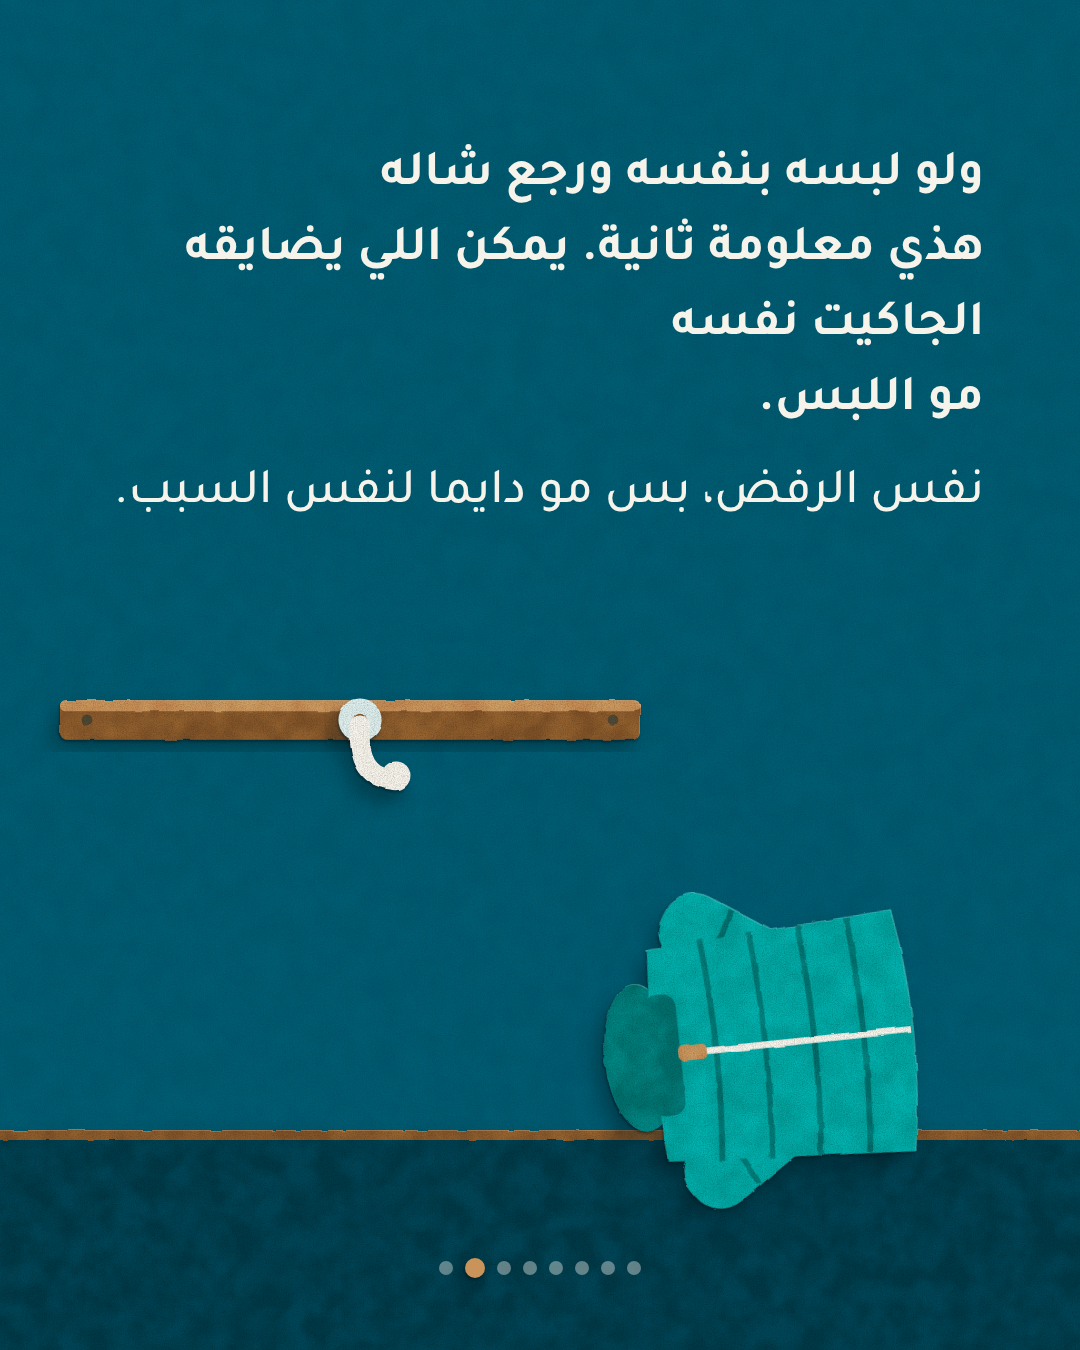 ولو لبسه بنفسه ورجع شاله
هذي معلومة ثانية. يمكن اللي يضايقه
الجاكيت نفسه
مو اللبس.
نفس الرفض، بس مو دايما لنفس السبب.